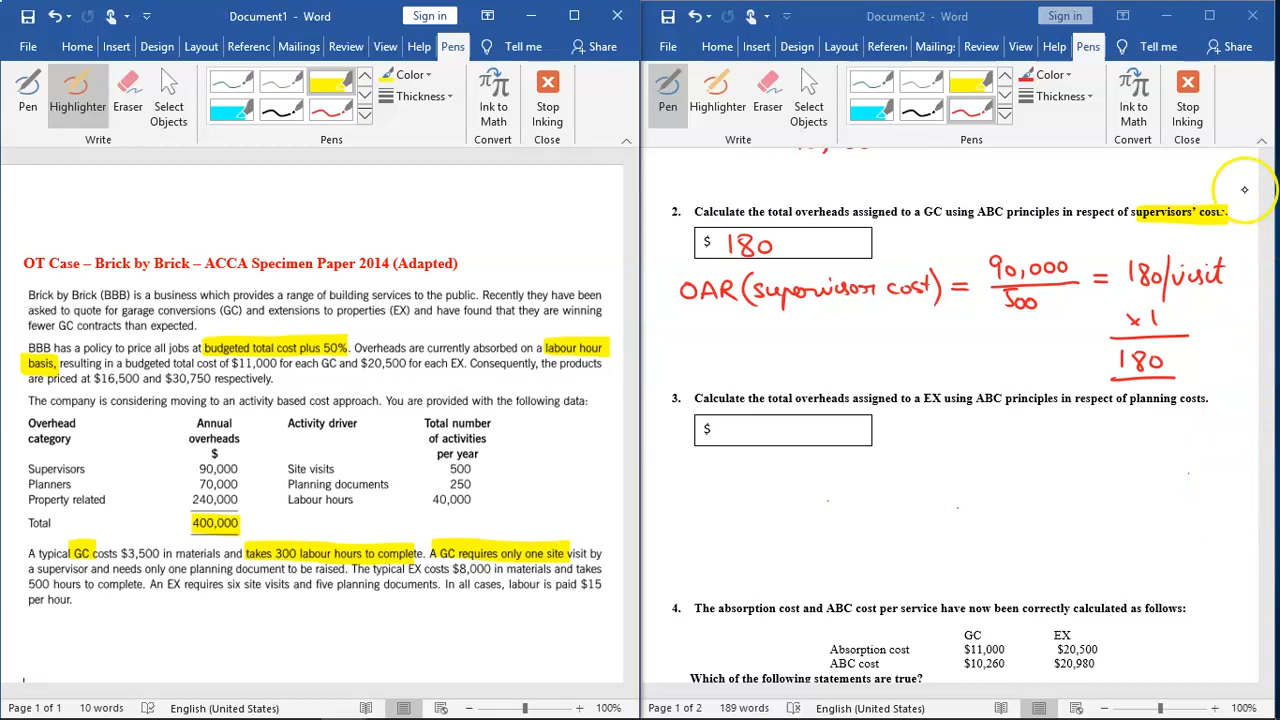 Document1 - Word
Sign in
File Home Insert Design Layout Referenc Mailings Review View Help Pens Tell me Share
Pen Highlighter Eraser Select Objects
Color
Thickness
Ink to Math
Stop Inking
Write Pens Convert Close
OT Case – Brick by Brick – ACCA Specimen Paper 2014 (Adapted)
Brick by Brick (BBB) is a business which provides a range of building services to the public. Recently they have been
asked to quote for garage conversions (GC) and extensions to properties (EX) and have found that they are winning
fewer GC contracts than expected.
BBB has a policy to price all jobs at budgeted total cost plus 50%. Overheads are currently absorbed on a labour hour
basis, resulting in a budgeted total cost of $11,000 for each GC and $20,500 for each EX. Consequently, the products
are priced at $16,500 and $30,750 respectively.
The company is considering moving to an activity based cost approach. You are provided with the following data:
Overhead Annual Activity driver Total number
category overheads of activities
$ per year
Supervisors 90,000 Site visits 500
Planners 70,000 Planning documents 250
Property related 240,000 Labour hours 40,000
Total 400,000
A typical GC costs $3,500 in materials and takes 300 labour hours to complete. A GC requires only one site visit by
a supervisor and needs only one planning document to be raised. The typical EX costs $8,000 in materials and takes
500 hours to complete. An EX requires six site visits and five planning documents. In all cases, labour is paid $15
per hour.
Page 1 of 1 10 words English (United States) 100%
Document2 - Word
Sign in
File Home Insert Design Layout Referen Mailing: Review View Help Pens Tell me Share
Pen Highlighter Eraser Select Objects
Color
Thickness
Ink to Math
Stop Inking
Write Pens Convert Close
2. Calculate the total overheads assigned to a GC using ABC principles in respect of supervisors' costs.
$ 180
OAR (supervisor cost) = 90,000 / 500 = 180/visit
x 1
180
3. Calculate the total overheads assigned to a EX using ABC principles in respect of planning costs.
$
4. The absorption cost and ABC cost per service have now been correctly calculated as follows:
GC EX
Absorption cost $11,000 $20,500
ABC cost $10,260 $20,980
Which of the following statements are true?
Page 1 of 2 189 words English (United States) 100%